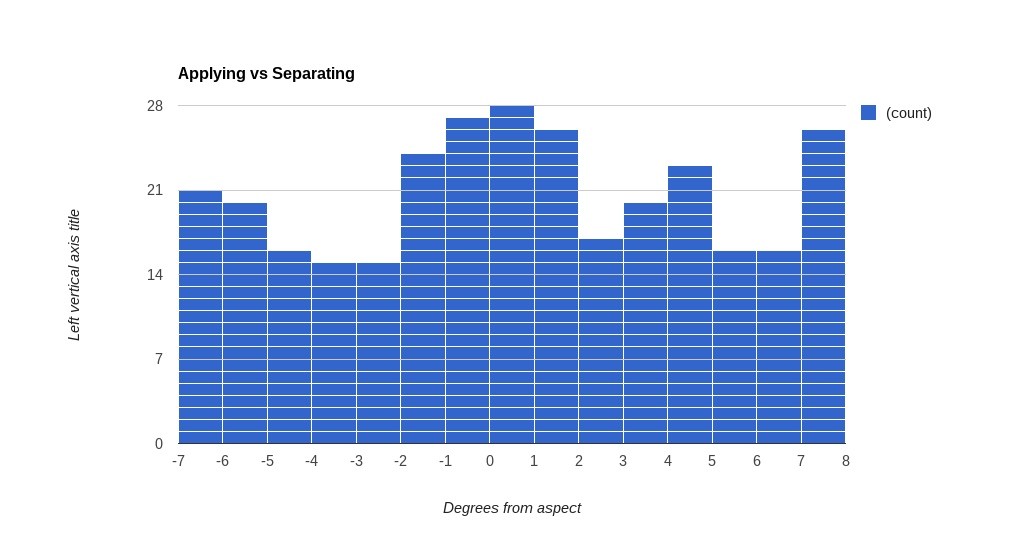 Applying vs Separating
28
21
14
7
0
Left vertical axis title
-7 -6 -5 -4 -3 -2 -1 0 1 2 3 4 5 6 7 8
Degrees from aspect
(count)